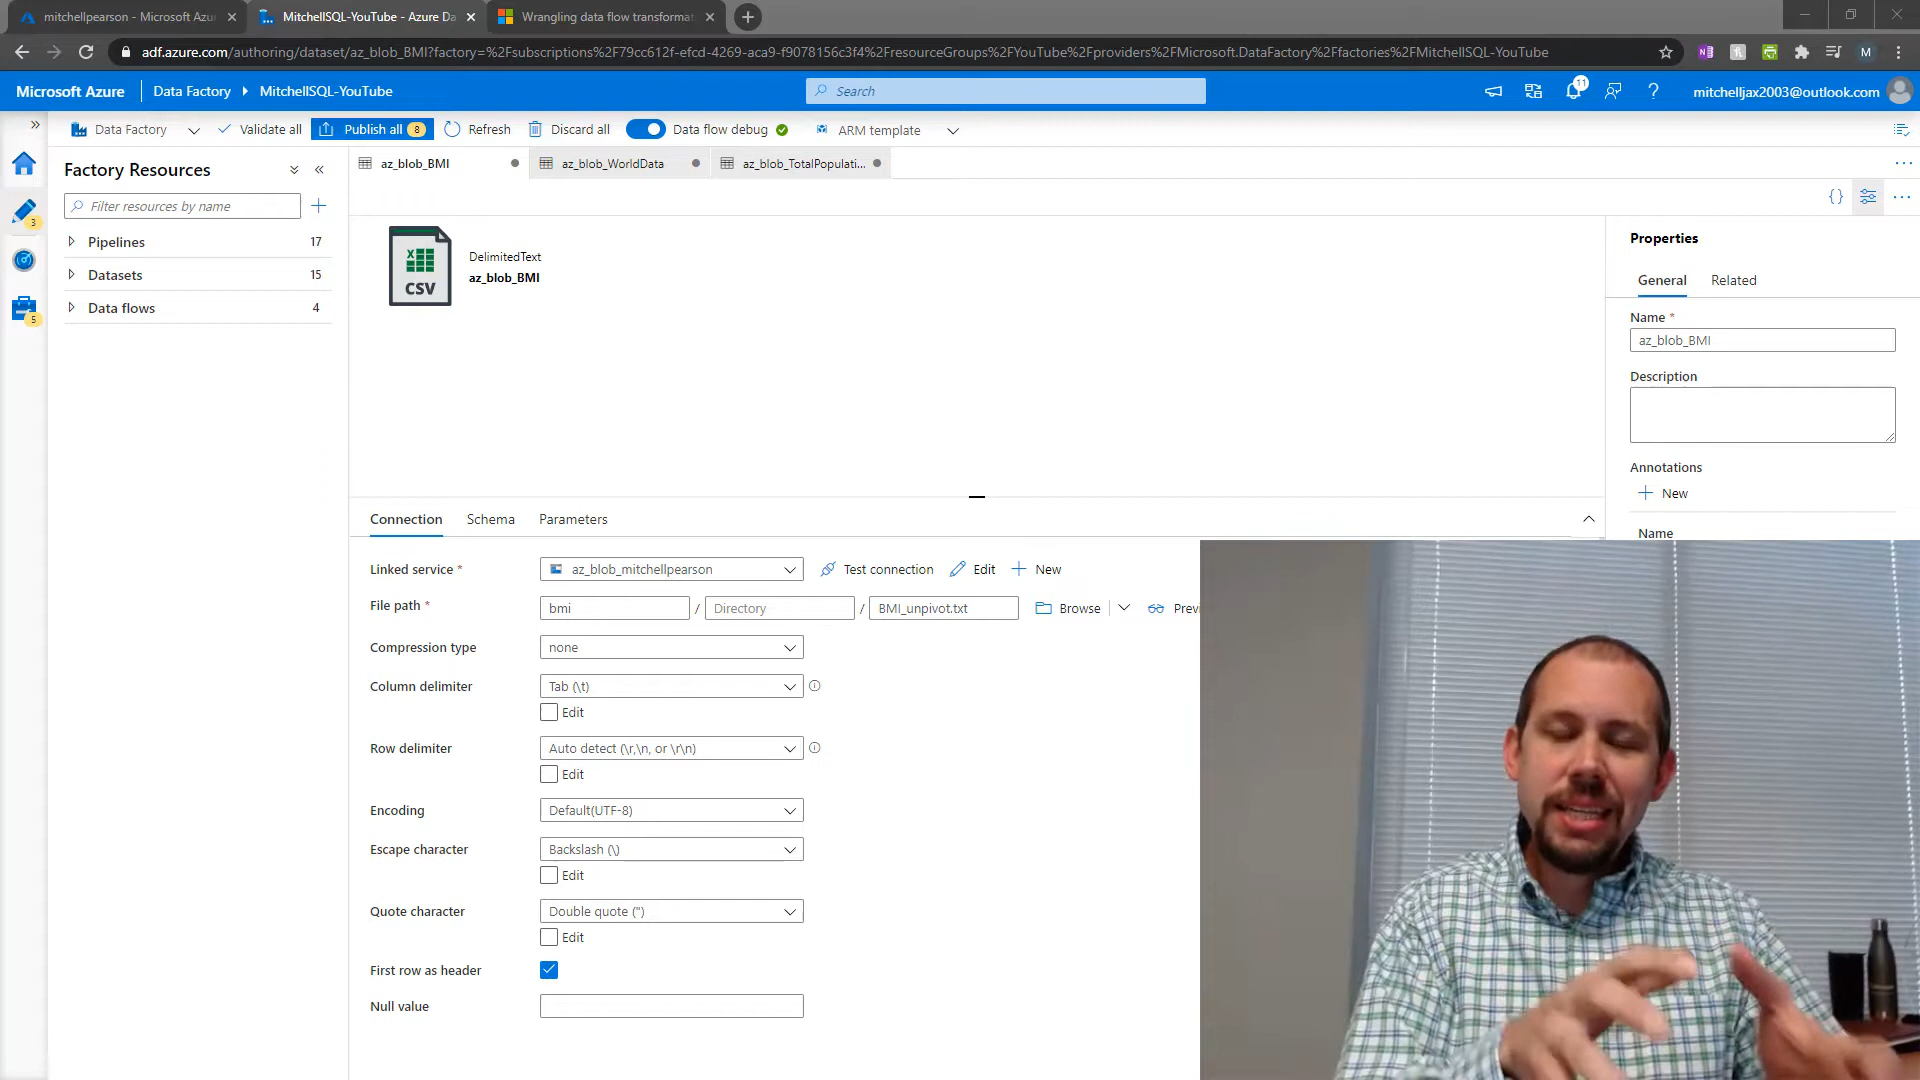 mitchellpearson - Microsoft Azu
MitchellSQL-YouTube - Azure Da
Wrangling data flow transformat
adf.azure.com/authoring/dataset/az_blob_BMI?factory=%2Fsubscriptions%2F79cc612f-efcd-4269-aca9-f9078156c3f4%2FresourceGroups%2FYouTube%2Fproviders%2FMicrosoft.DataFactory%2Ffactories%2FMitchellSQL-YouTube
M
Microsoft Azure
Data Factory
MitchellSQL-YouTube
Search
11
mitchelljax2003@outlook.com
Data Factory
Validate all
Publish all 8
Refresh
Discard all
Data flow debug
ARM template
Factory Resources
az_blob_BMI
az_blob_WorldData
az_blob_TotalPopulati...
Filter resources by name
3
5
Pipelines 17
Datasets 15
Data flows 4
CSV
DelimitedText
az_blob_BMI
{}
Properties
General
Related
Name *
az_blob_BMI
Description
Annotations
New
Name
Connection
Schema
Parameters
Linked service *
az_blob_mitchellpearson
Test connection
Edit
New
File path *
bmi / Directory / BMI_unpivot.txt
Browse
Previ
Compression type
none
Column delimiter
Tab (\t)
Edit
Row delimiter
Auto detect (\r,\n, or \r\n)
Edit
Encoding
Default(UTF-8)
Escape character
Backslash (\)
Edit
Quote character
Double quote (")
Edit
First row as header
Null value